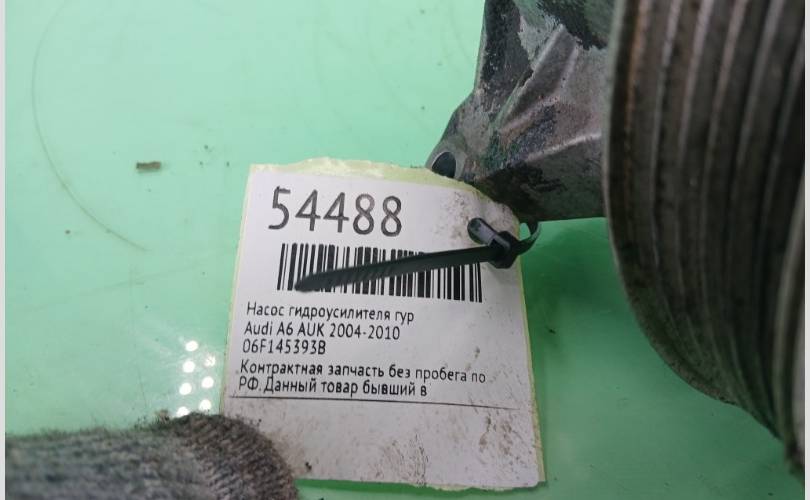 54488
Насос гидроусилителя гур
Audi A6 AUK 2004-2010
06F145393B
Контрактная запчасть без пробега по
РФ. Данный товар бывший в